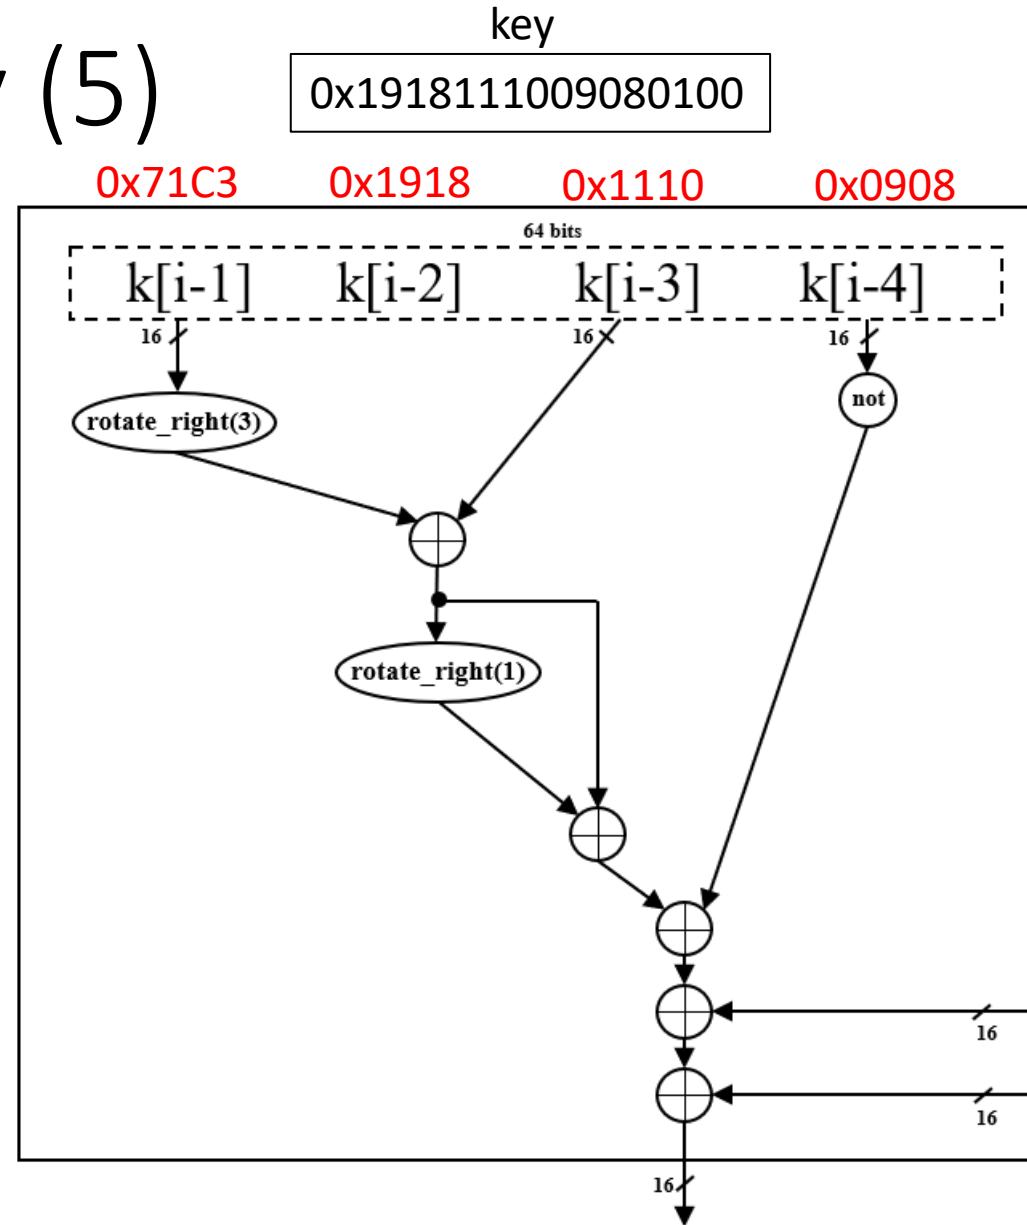 key
(5)
0x1918111009080100
0x71C3 0x1918 0x1110 0x0908
64 bits
k[i-1] k[i-2] k[i-3] k[i-4]
16 16 16
not
rotate_right(3)
rotate_right(1)
16
16
16